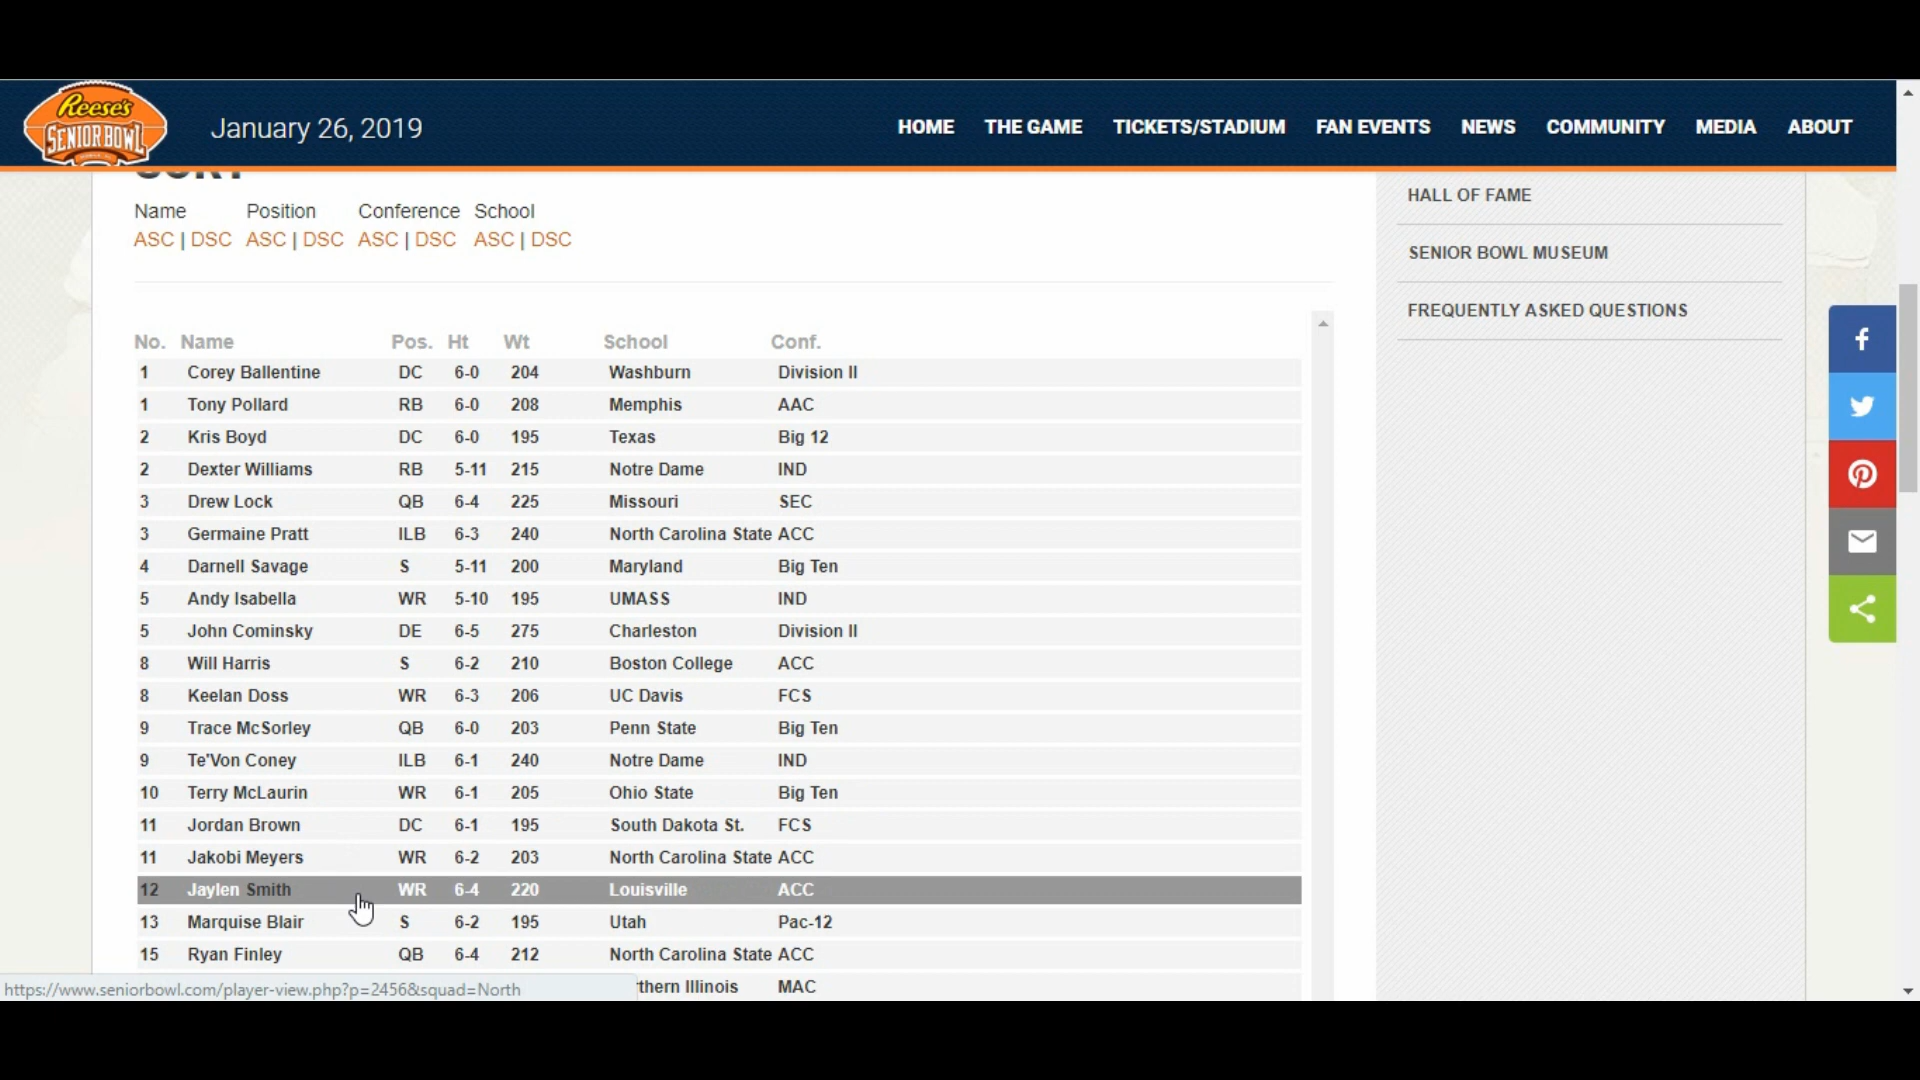 Reese's
SENIOR BOWL
January 26, 2019
HOME THE GAME TICKETS/STADIUM FAN EVENTS NEWS COMMUNITY MEDIA ABOUT
SORT
Name Position Conference School
ASC | DSC ASC | DSC ASC | DSC ASC | DSC
No. Name Pos. Ht Wt School Conf.
1 Corey Ballentine DC 6-0 204 Washburn Division II
1 Tony Pollard RB 6-0 208 Memphis AAC
2 Kris Boyd DC 6-0 195 Texas Big 12
2 Dexter Williams RB 5-11 215 Notre Dame IND
3 Drew Lock QB 6-4 225 Missouri SEC
3 Germaine Pratt ILB 6-3 240 North Carolina State ACC
4 Darnell Savage S 5-11 200 Maryland Big Ten
5 Andy Isabella WR 5-10 195 UMASS IND
5 John Cominsky DE 6-5 275 Charleston Division II
8 Will Harris S 6-2 210 Boston College ACC
8 Keelan Doss WR 6-3 206 UC Davis FCS
9 Trace McSorley QB 6-0 203 Penn State Big Ten
9 Te'Von Coney ILB 6-1 240 Notre Dame IND
10 Terry McLaurin WR 6-1 205 Ohio State Big Ten
11 Jordan Brown DC 6-1 195 South Dakota St. FCS
11 Jakobi Meyers WR 6-2 203 North Carolina State ACC
12 Jaylen Smith WR 6-4 220 Louisville ACC
13 Marquise Blair S 6-2 195 Utah Pac-12
15 Ryan Finley QB 6-4 212 North Carolina State ACC
thern Illinois MAC
https://www.seniorbowl.com/player-view.php?p=2456&squad=North
HALL OF FAME
SENIOR BOWL MUSEUM
FREQUENTLY ASKED QUESTIONS